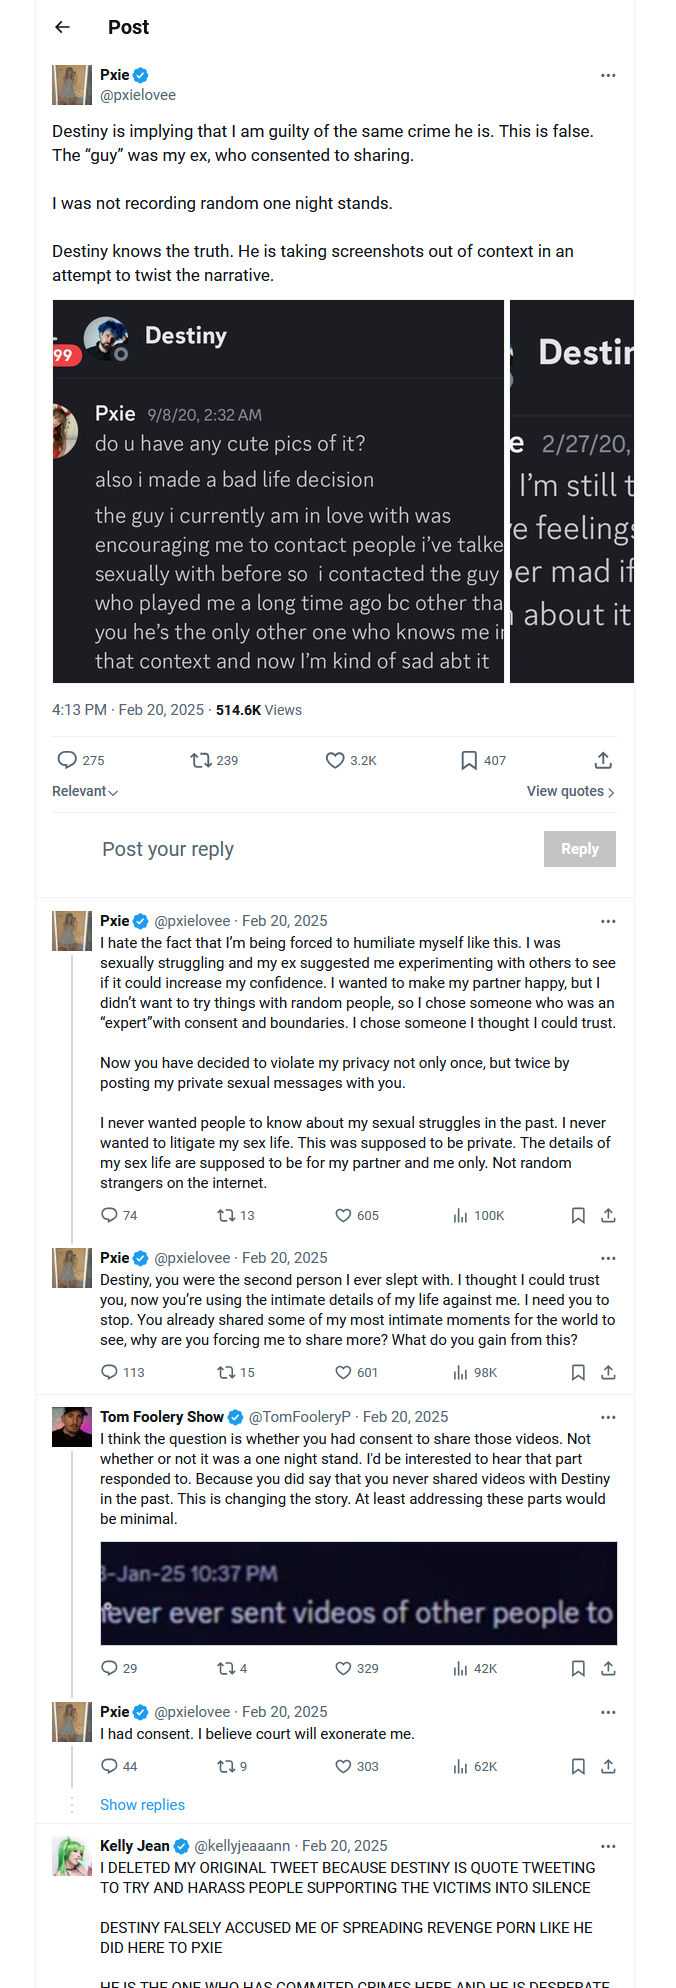 Post
Pxie
@pxielovee
Destiny is implying that I am guilty of the same crime he is. This is false.
The “guy” was my ex, who consented to sharing.
I was not recording random one night stands.
Destiny knows the truth. He is taking screenshots out of context in an
attempt to twist the narrative.
99
Destiny
Pxie 9/8/20, 2:32 AM
do u have any cute pics of it?
also i made a bad life decision
the guy i currently am in love with was
encouraging me to contact people i’ve talke
sexually with before so i contacted the guy
who played me a long time ago bc other tha
you he’s the only other one who knows me in
that context and now I’m kind of sad abt it
Destin
e 2/27/20,
I’m still t
ve feelings
per mad if
about it
4:13 PM · Feb 20, 2025 · 514.6K Views
275 239 3.2K 407
Relevant
View quotes
Post your reply
Reply
Pxie @pxielovee · Feb 20, 2025
I hate the fact that I’m being forced to humiliate myself like this. I was
sexually struggling and my ex suggested me experimenting with others to see
if it could increase my confidence. I wanted to make my partner happy, but I
didn’t want to try things with random people, so I chose someone who was an
“expert”with consent and boundaries. I chose someone I thought I could trust.
Now you have decided to violate my privacy not only once, but twice by
posting my private sexual messages with you.
I never wanted people to know about my sexual struggles in the past. I never
wanted to litigate my sex life. This was supposed to be private. The details of
my sex life are supposed to be for my partner and me only. Not random
strangers on the internet.
74 13 605 100K
Pxie @pxielovee · Feb 20, 2025
Destiny, you were the second person I ever slept with. I thought I could trust
you, now you’re using the intimate details of my life against me. I need you to
stop. You already shared some of my most intimate moments for the world to
see, why are you forcing me to share more? What do you gain from this?
113 15 601 98K
Tom Foolery Show @TomFooleryP · Feb 20, 2025
I think the question is whether you had consent to share those videos. Not
whether or not it was a one night stand. I'd be interested to hear that part
responded to. Because you did say that you never shared videos with Destiny
in the past. This is changing the story. At least addressing these parts would
be minimal.
-Jan-25 10:37 PM
never ever sent videos of other people to
29 4 329 42K
Pxie @pxielovee · Feb 20, 2025
I had consent. I believe court will exonerate me.
44 9 303 62K
Show replies
Kelly Jean @kellyjeaaann · Feb 20, 2025
I DELETED MY ORIGINAL TWEET BECAUSE DESTINY IS QUOTE TWEETING
TO TRY AND HARASS PEOPLE SUPPORTING THE VICTIMS INTO SILENCE
DESTINY FALSELY ACCUSED ME OF SPREADING REVENGE PORN LIKE HE
DID HERE TO PXIE
HE IS THE ONE WHO HAS COMMITED CRIMES HERE AND HE IS DESPERATE